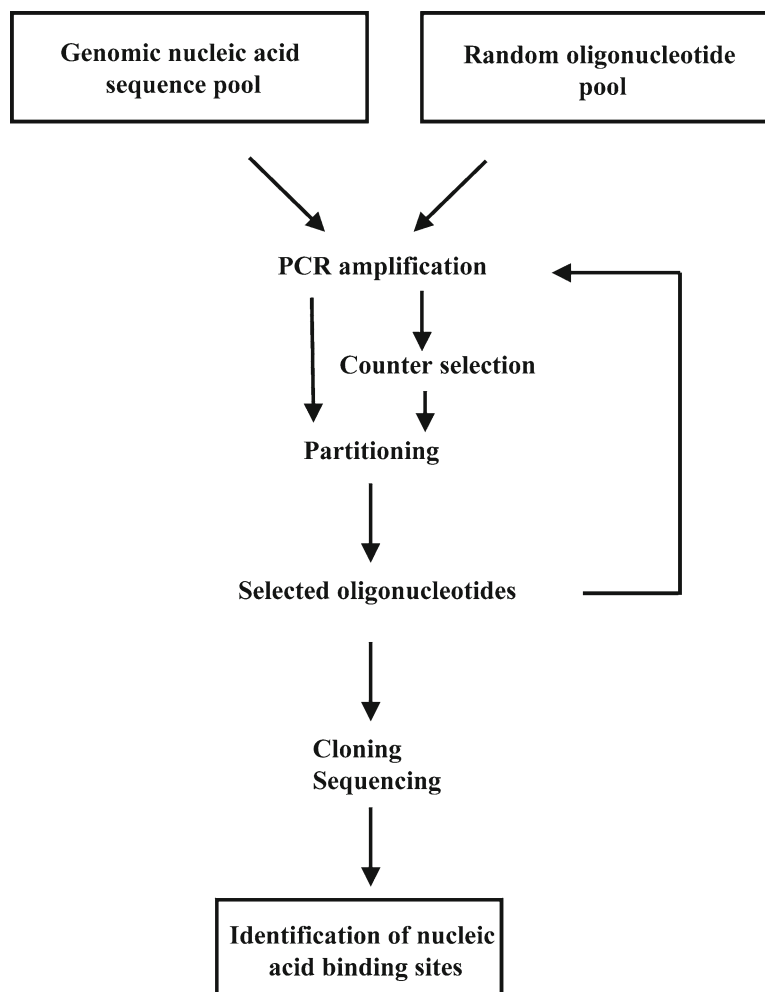 Genomic nucleic acid
sequence pool
Random oligonucleotide
pool
PCR amplification
Counter selection
Partitioning
Selected oligonucleotides
Cloning
Sequencing
Identification of nucleic
acid binding sites